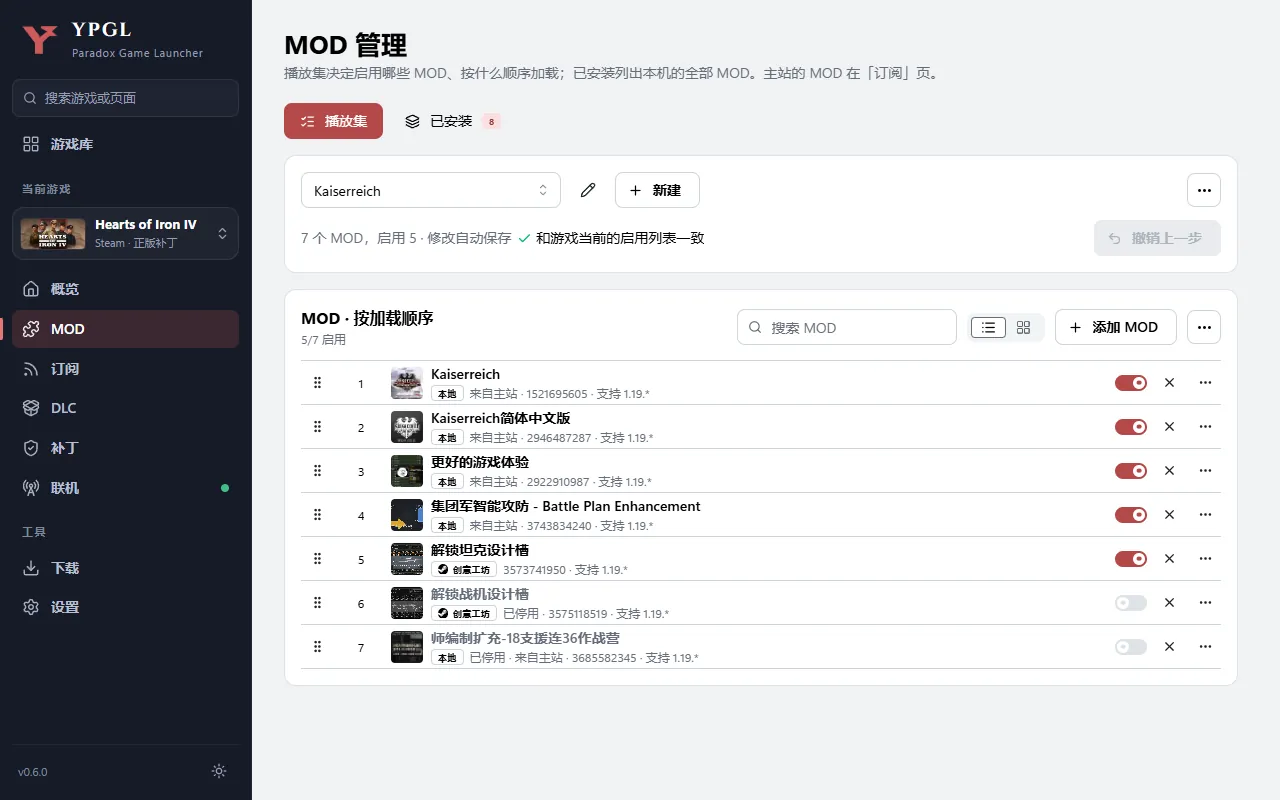 YPGL
Paradox Game Launcher
搜索游戏或页面
游戏库
当前游戏
HEARTS OF IRON IV
Hearts of Iron IV
Steam · 正版补丁
概览
MOD
订阅
DLC
补丁
联机
工具
下载
设置
v0.6.0
MOD 管理
播放集决定启用哪些 MOD、按什么顺序加载；已安装列出本机的全部 MOD。主站的 MOD 在「订阅」页。
播放集
已安装 8
Kaiserreich
新建
7 个 MOD，启用 5 · 修改自动保存 和游戏当前的启用列表一致
撤销上一步
MOD · 按加载顺序
5/7 启用
搜索 MOD
添加 MOD
1
Kaiserreich
本地 来自主站 · 1521695605 · 支持 1.19.*
2
Kaiserreich简体中文版
本地 来自主站 · 2946487287 · 支持 1.19.*
3
更好的游戏体验
本地 来自主站 · 2922910987 · 支持 1.19.*
4
集团军智能攻防 - Battle Plan Enhancement
本地 来自主站 · 3743834240 · 支持 1.19.*
5
解锁坦克设计槽
创意工坊 3573741950 · 支持 1.19.*
6
解锁战机设计槽
创意工坊 已停用 · 3575118519 · 支持 1.19.*
7
师编制扩充-18支援连36作战营
本地 已停用 · 来自主站 · 3685582345 · 支持 1.19.*